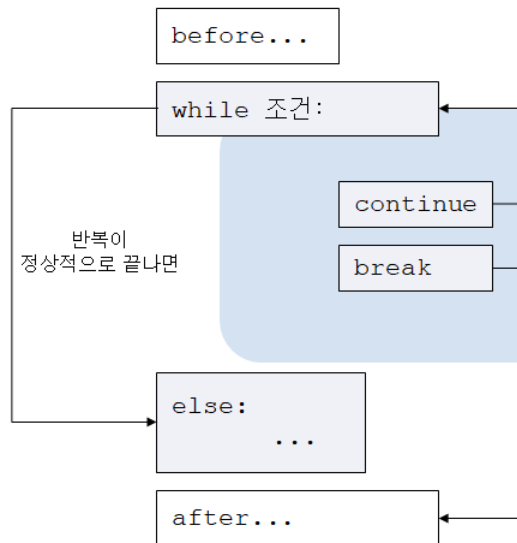 before...
while 조건:
continue
break
반복이
정상적으로 끝나면
else:
...
after...